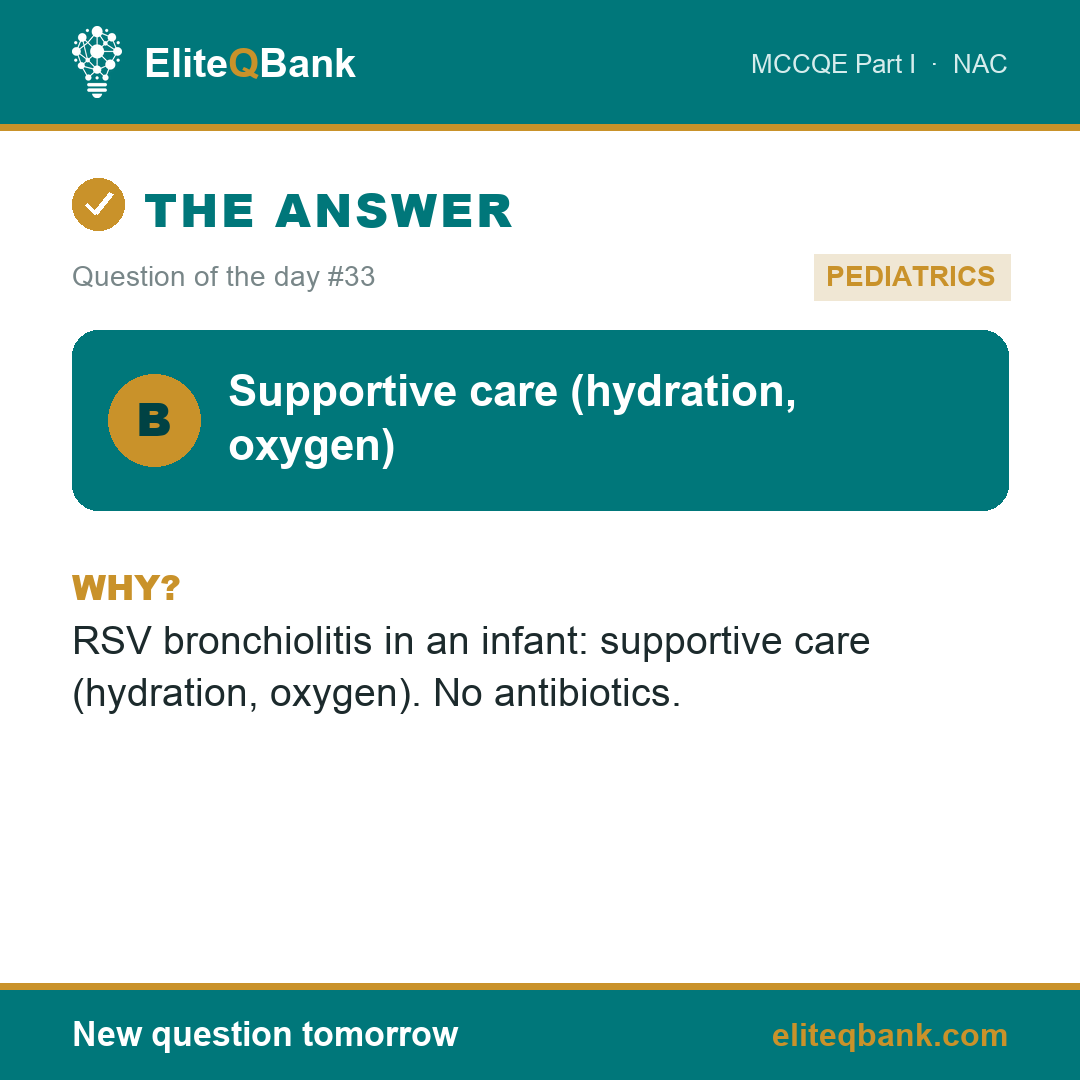 EliteQBank
MCCQE Part I · NAC
THE ANSWER
Question of the day #33
PEDIATRICS
B
Supportive care (hydration,
oxygen)
WHY?
RSV bronchiolitis in an infant: supportive care
(hydration, oxygen). No antibiotics.
New question tomorrow
eliteqbank.com